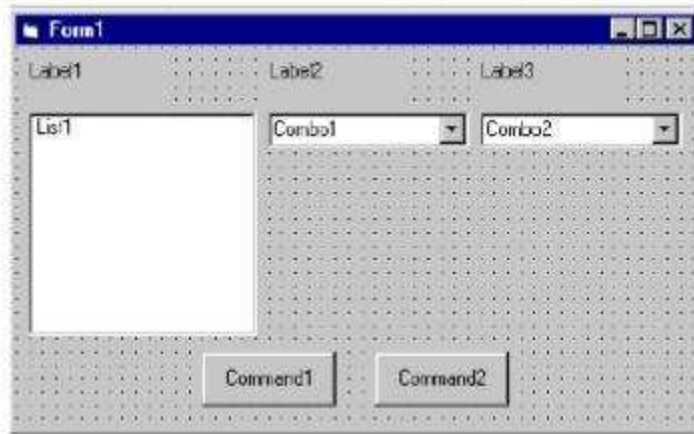 Form1
Label1 Label2 Label3
List1 Combo1 Combo2
Command1 Command2